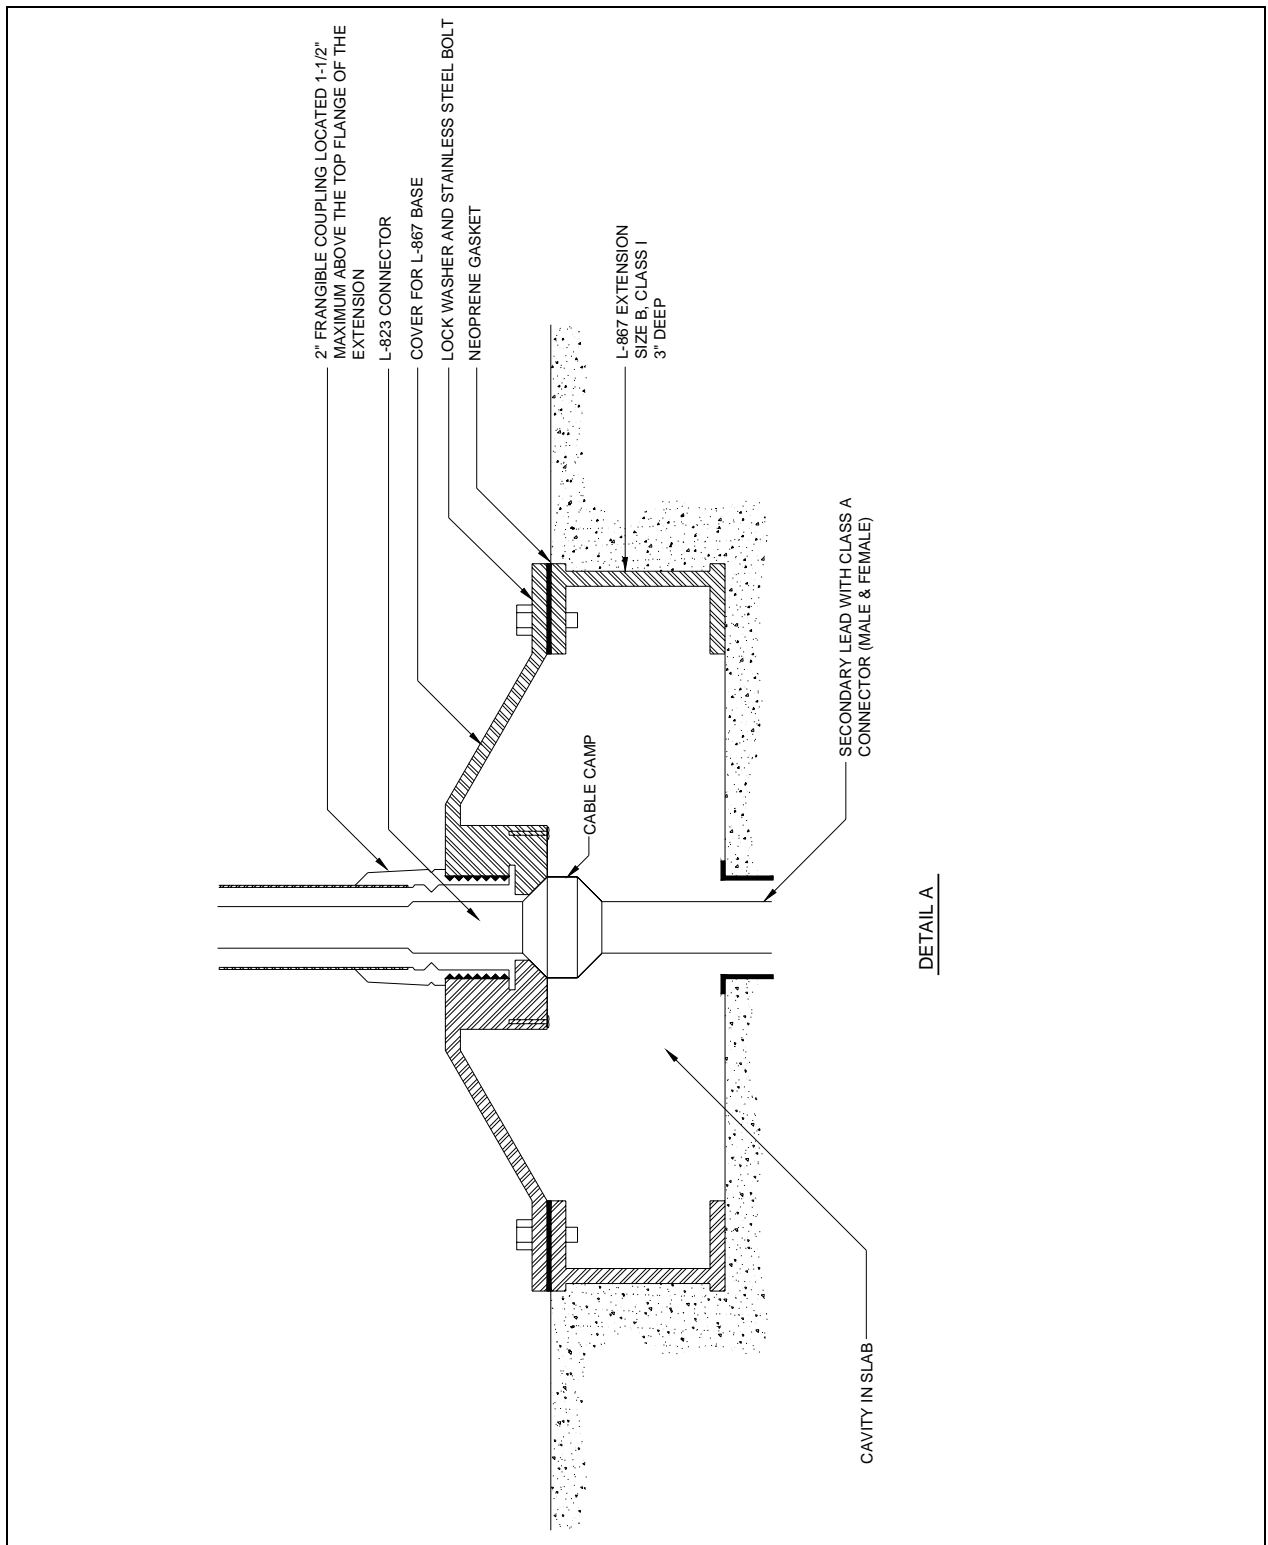 2" FRANGIBLE COUPLING LOCATED 1-1/2"
MAXIMUM ABOVE THE TOP FLANGE OF THE
EXTENSION
L-823 CONNECTOR
COVER FOR L-867 BASE
LOCK WASHER AND STAINLESS STEEL BOLT
NEOPRENE GASKET
L-867 EXTENSION
SIZE B, CLASS I
3" DEEP
CABLE CAMP
SECONDARY LEAD WITH CLASS A
CONNECTOR (MALE & FEMALE)
CAVITY IN SLAB
DETAIL A